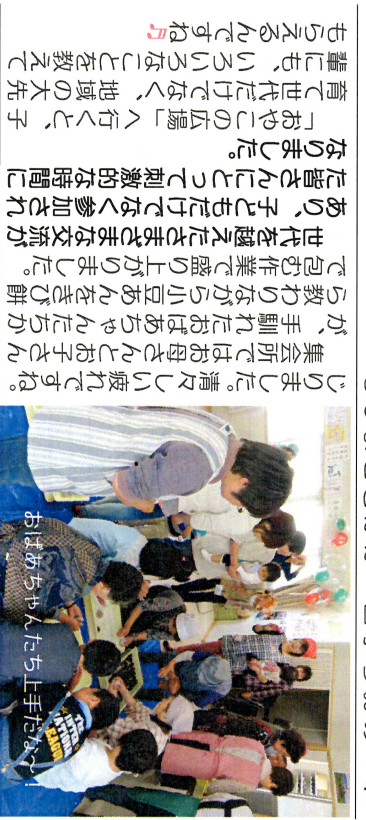 じりました。清々しい疲れですね。
集会所ではお母さんとお子さん
が、手馴れたおばあちゃんたちか
ら教わりながら小豆あんをきび餅
で包む作業で盛り上がりました。
世代を越えたさまざまな交流が
あり、子どもだけでなく参加され
た皆さんにとって刺激的な時間に
なりました。
「おやこの広場」へ行くと、子
育て世代だけでなく、地域の大先
輩にも、いろいろなことを教えて
もらえるんですね♬
おばあちゃんたち上手だな～!